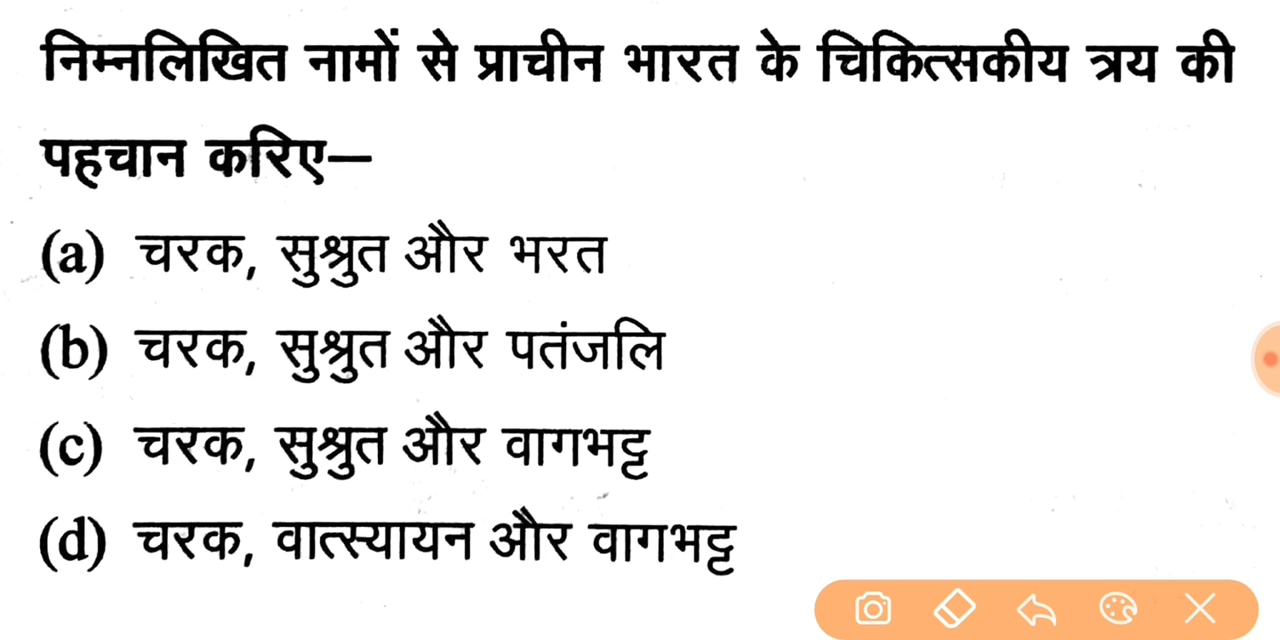 निम्नलिखित नामों से प्राचीन भारत के चिकित्सकीय त्रय की
पहचान करिए—
(a) चरक, सुश्रुत और भरत
(b) चरक, सुश्रुत और पतंजलि
(c) चरक, सुश्रुत और वागभट्ट
(d) चरक, वात्स्यायन और वागभट्ट